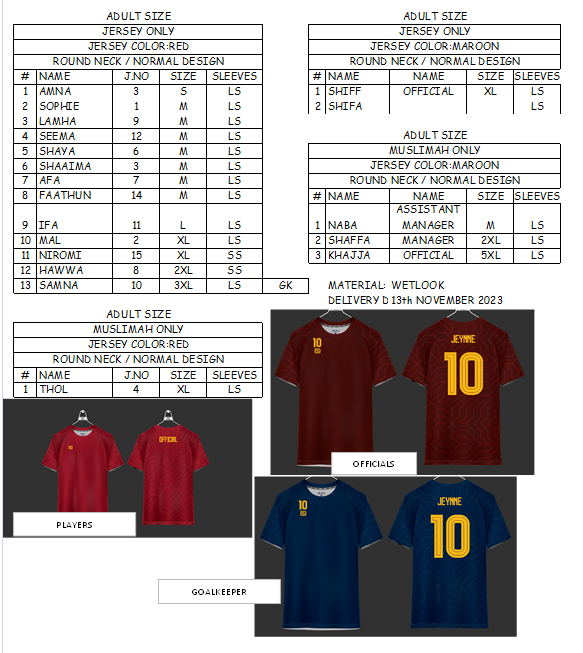 ADULT SIZE
JERSEY ONLY
JERSEY COLOR:RED
ROUND NECK / NORMAL DESIGN
# NAME J.NO SIZE SLEEVES
1 AMNA 3 S LS
2 SOPHIE 1 M LS
3 LAMHA 9 M LS
4 SEEMA 12 M LS
5 SHAYA 6 M LS
6 SHAAIMA 3 M LS
7 AFA 7 M LS
8 FAATHUN 14 M LS
9 IFA 11 L LS
10 MAL 2 XL LS
11 NIROMI 15 XL SS
12 HAWWA 8 2XL SS
13 SAMNA 10 3XL LS GK
ADULT SIZE
MUSLIMAH ONLY
JERSEY COLOR:RED
ROUND NECK / NORMAL DESIGN
# NAME J.NO SIZE SLEEVES
1 THOL 4 XL LS
ADULT SIZE
JERSEY ONLY
JERSEY COLOR:MAROON
ROUND NECK / NORMAL DESIGN
# NAME NAME SIZE SLEEVES
1 SHIFF OFFICIAL XL LS
2 SHIFA LS
ADULT SIZE
MUSLIMAH ONLY
JERSEY COLOR:MAROON
ROUND NECK / NORMAL DESIGN
# NAME NAME SIZE SLEEVES
ASSISTANT
1 NABA MANAGER M LS
2 SHAFFA MANAGER 2XL LS
3 KHAJJA OFFICIAL 5XL LS
MATERIAL: WETLOOK
DELIVERY D 13th NOVEMBER 2023
10
JEYNNE
10
OFFICIALS
OFFICIAL
PLAYERS
10
JEYNNE
10
GOALKEEPER